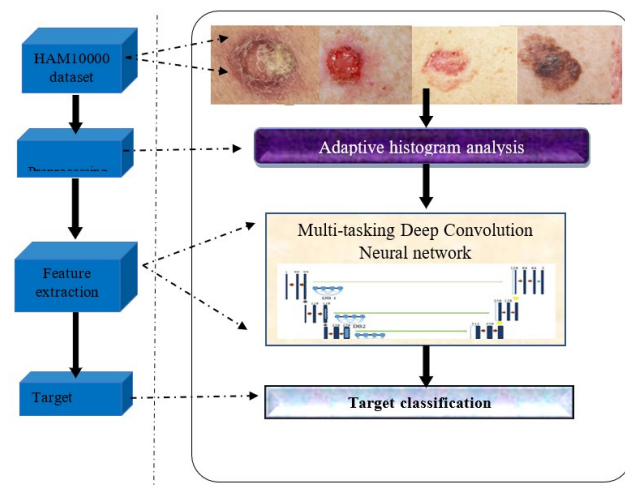 HAM10000
dataset
Adaptive histogram analysis
Multi-tasking Deep Convolution
Neural network
Feature
extraction
Target
Target classification